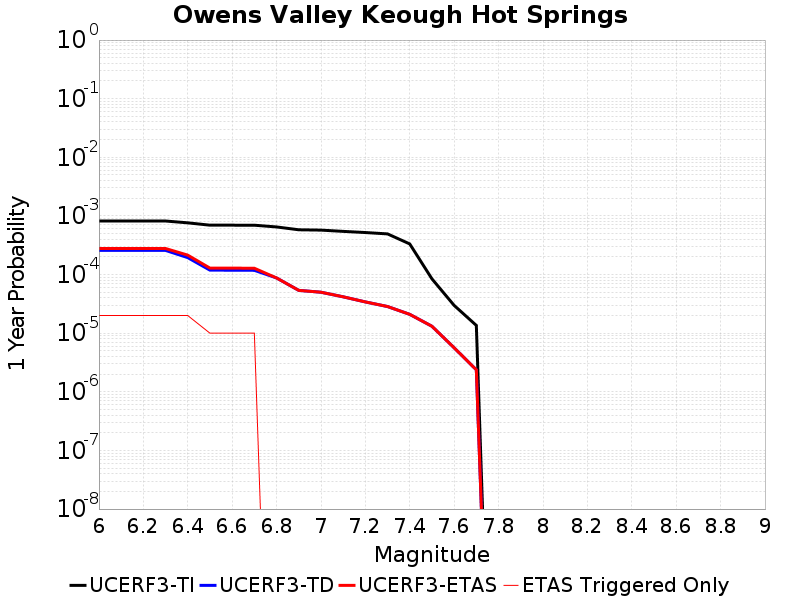 Owens Valley Keough Hot Springs
10^0
10^-1
10^-2
10^-3
10^-4
10^-5
10^-6
10^-7
10^-8
1 Year Probability
6 6.2 6.4 6.6 6.8 7 7.2 7.4 7.6 7.8 8 8.2 8.4 8.6 8.8 9
Magnitude
UCERF3-TI UCERF3-TD UCERF3-ETAS ETAS Triggered Only